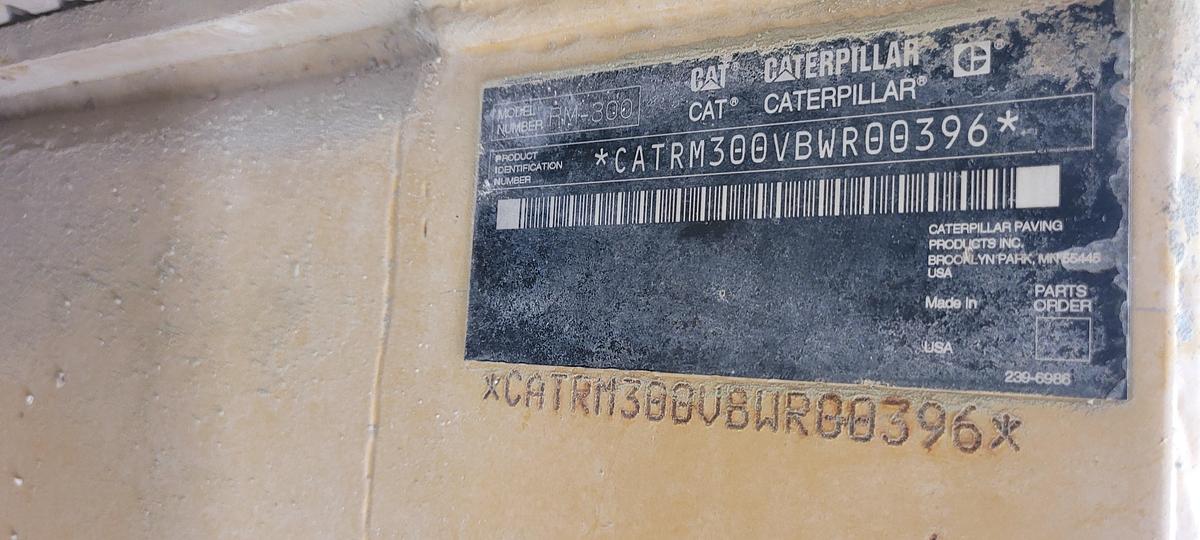 CAT® CATERPILLAR ®
CAT® CATERPILLAR®
MODEL NUMBER RM-300
PRODUCT IDENTIFICATION NUMBER *CATRM300VBWR00396*
CATERPILLAR PAVING
PRODUCTS INC.
BROOKLYN PARK, MN 55445
USA
Made in
USA
PARTS
ORDER
239-5986
*CATRM300VBWR00396*